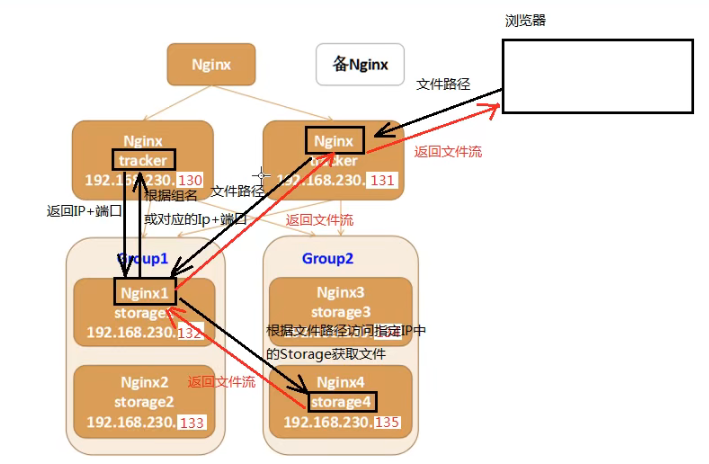 浏览器
Nginx
备Nginx
文件路径
Nginx
tracker
192.168.230.130
Nginx
tracker
192.168.230.131
返回文件流
返回IP+端口
根据组名
或对应的Ip+端口
文件路径
返回文件流
Group1
Group2
Nginx1
storage
192.168.230.132
Nginx3
storage3
192.168.230.
根据文件路径访问指定IP中
的Storage获取文件
返回文件流
Nginx2
storage2
192.168.230.133
Nginx4
storage4
192.168.230.135